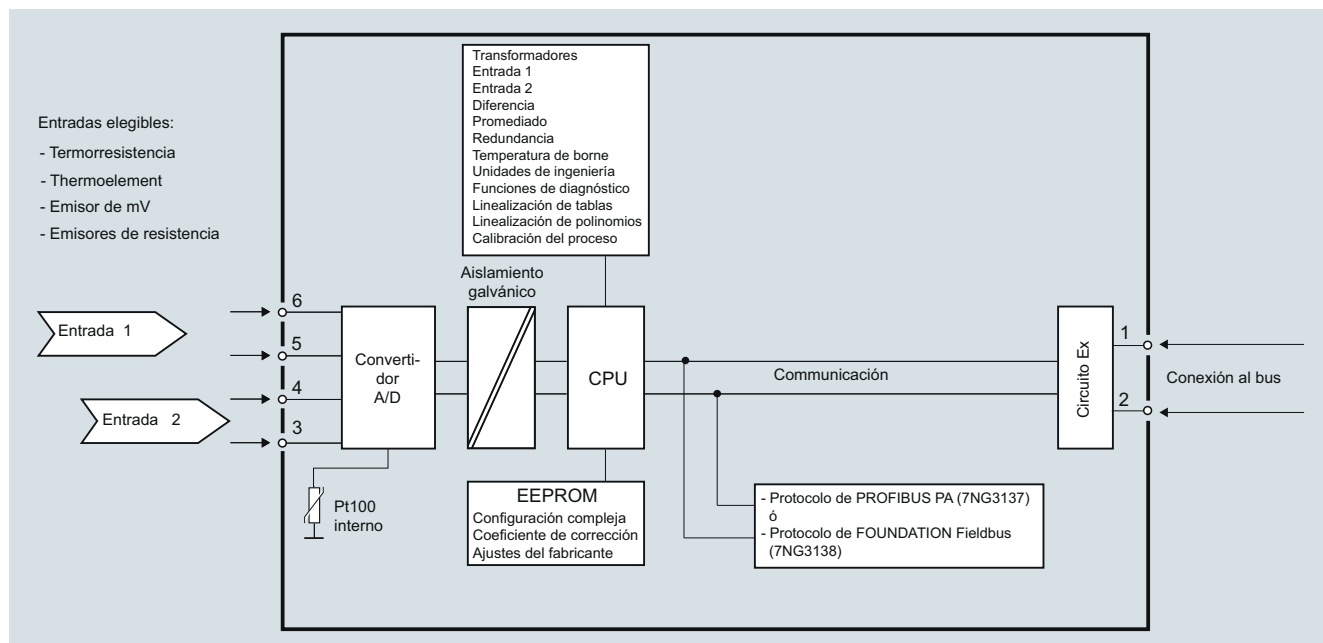 Entradas elegibles:
- Termorresistencia
- Thermoelement
- Emisor de mV
- Emisores de resistencia
Transformadores
Entrada 1
Entrada 2
Diferencia
Promediado
Redundancia
Temperatura de borne
Unidades de ingeniería
Funciones de diagnóstico
Linealización de tablas
Linealización de polinomios
Calibración del proceso
Aislamiento
galvánico
Entrada 1
Entrada 2
6
5
4
3
Converti-
dor
A/D
CPU
Communicación
Circuito Ex
1
2
Conexión al bus
Pt100
interno
EEPROM
Configuración compleja
Coeficiente de corrección
Ajustes del fabricante
- Protocolo de PROFIBUS PA (7NG3137)
ó
- Protocolo de FOUNDATION Fieldbus
(7NG3138)